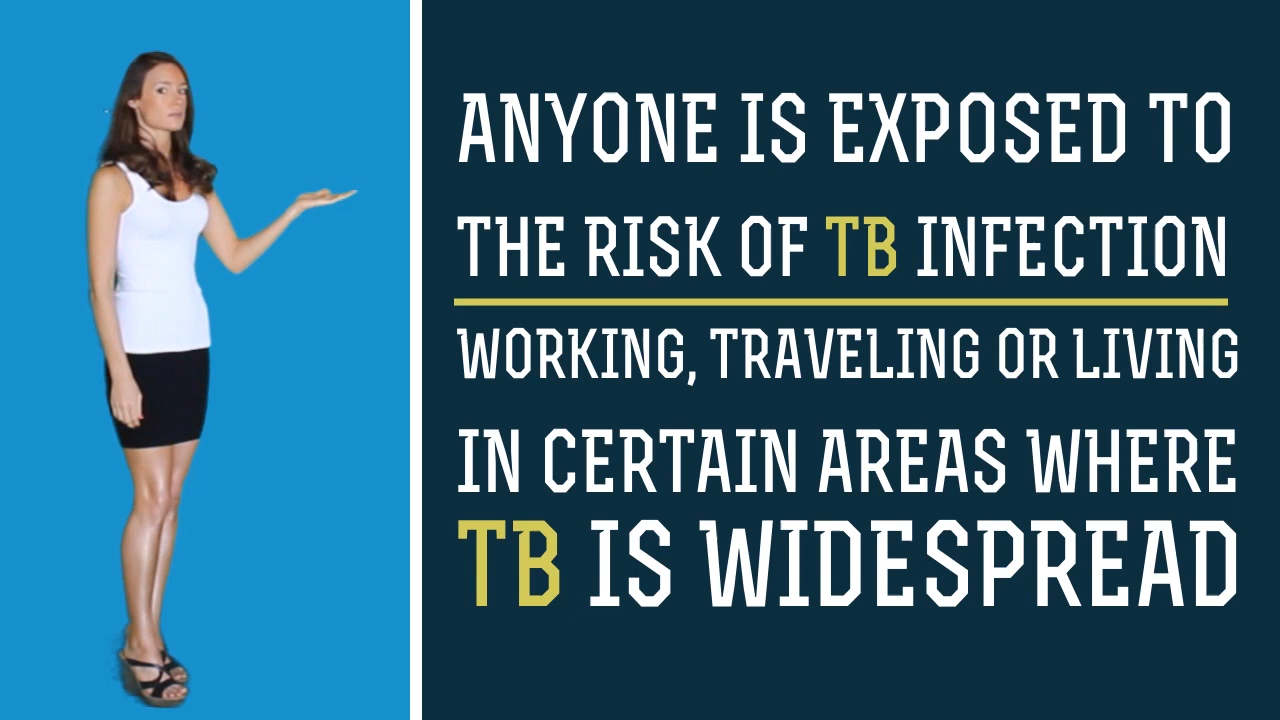 ANYONE IS EXPOSED TO
THE RISK OF TB INFECTION
WORKING, TRAVELING OR LIVING
IN CERTAIN AREAS WHERE
TB IS WIDESPREAD